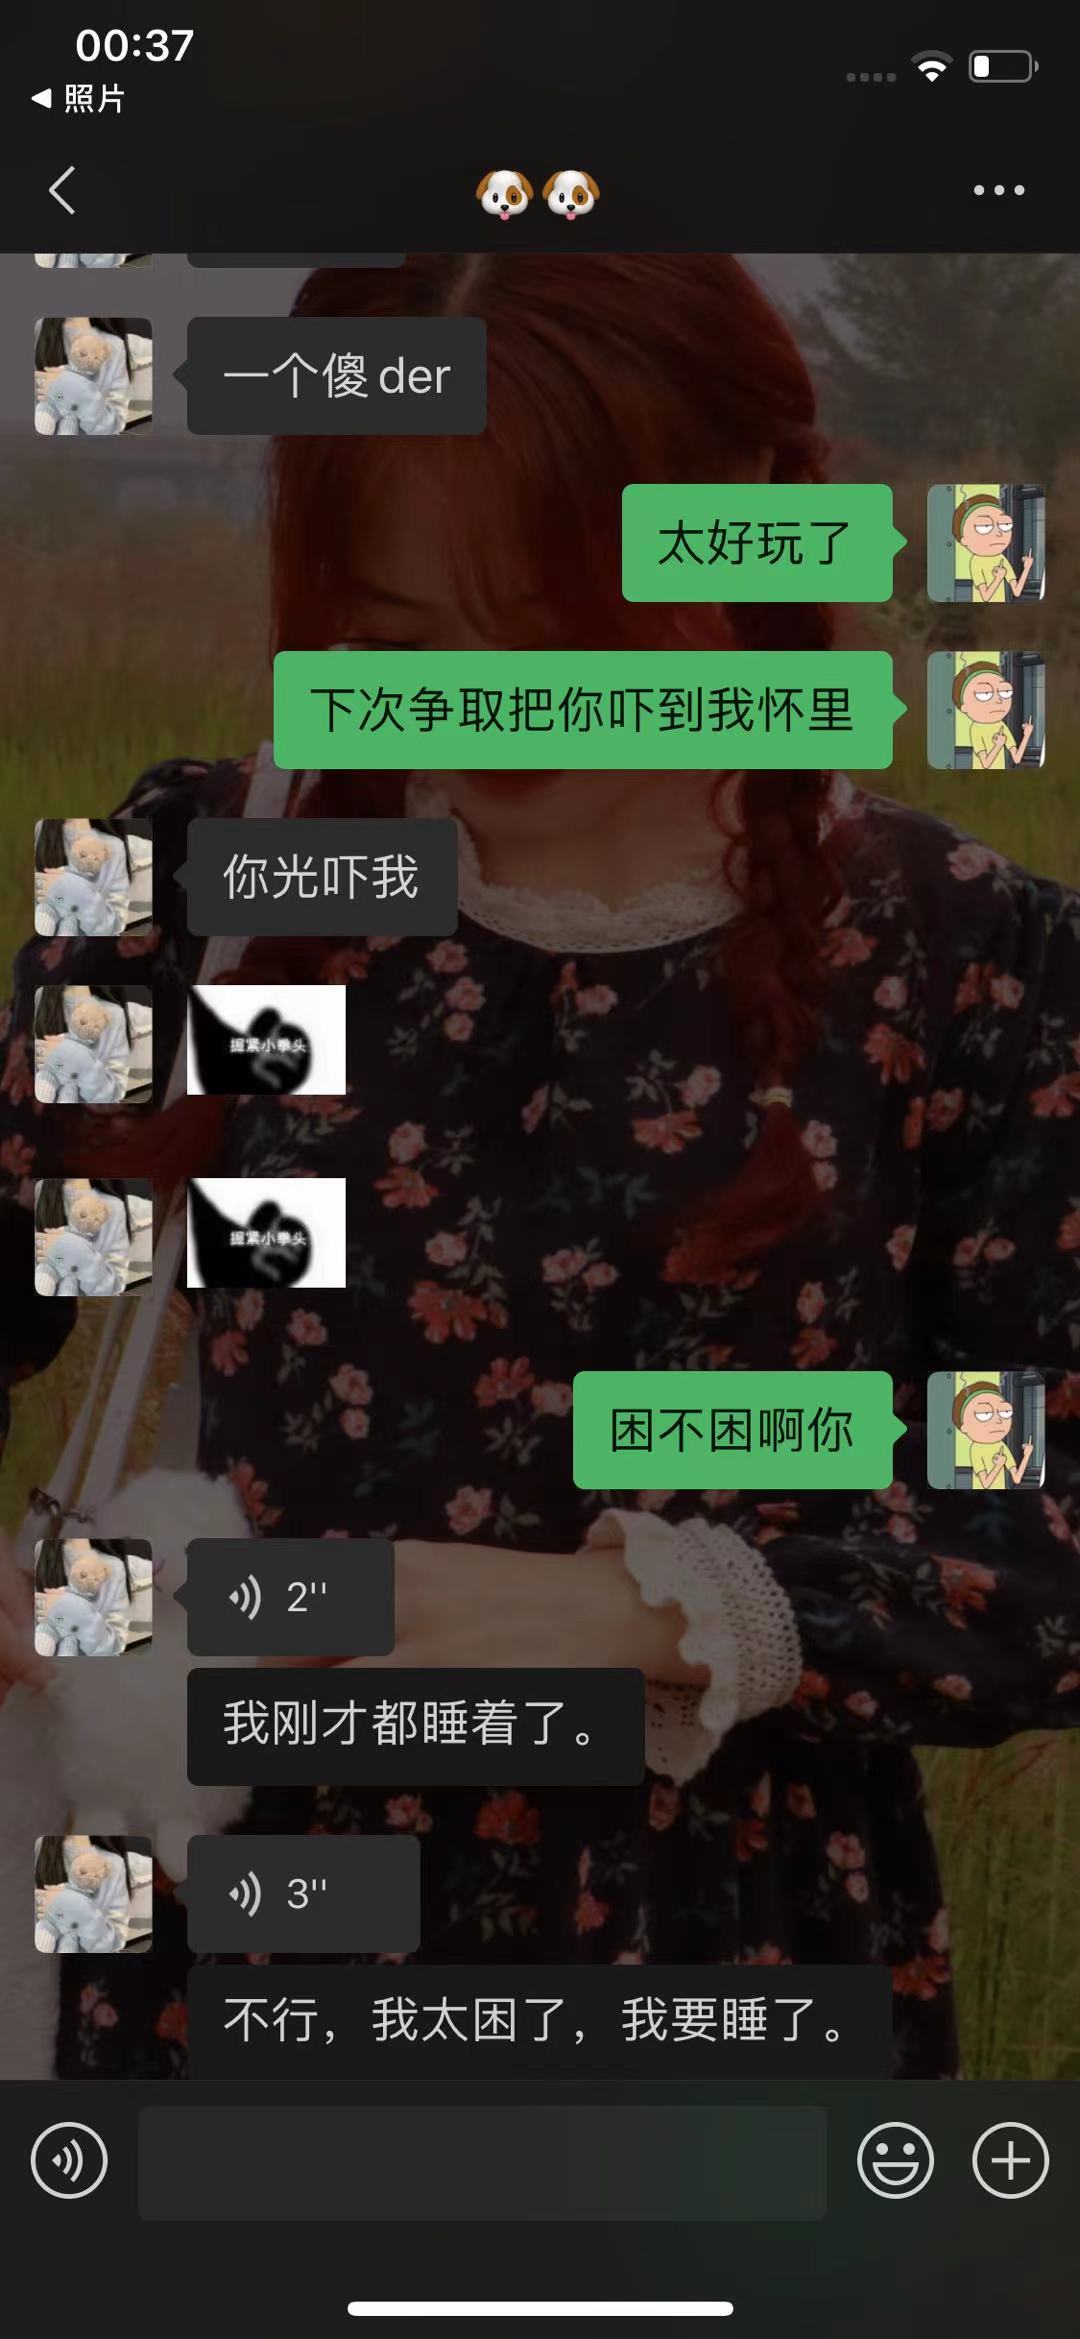 00:37
照片
一个傻der
太好玩了
下次争取把你吓到我怀里
你光吓我
握紧小拳头
握紧小拳头
困不困啊你
2''
我刚才都睡着了。
3''
不行，我太困了，我要睡了。